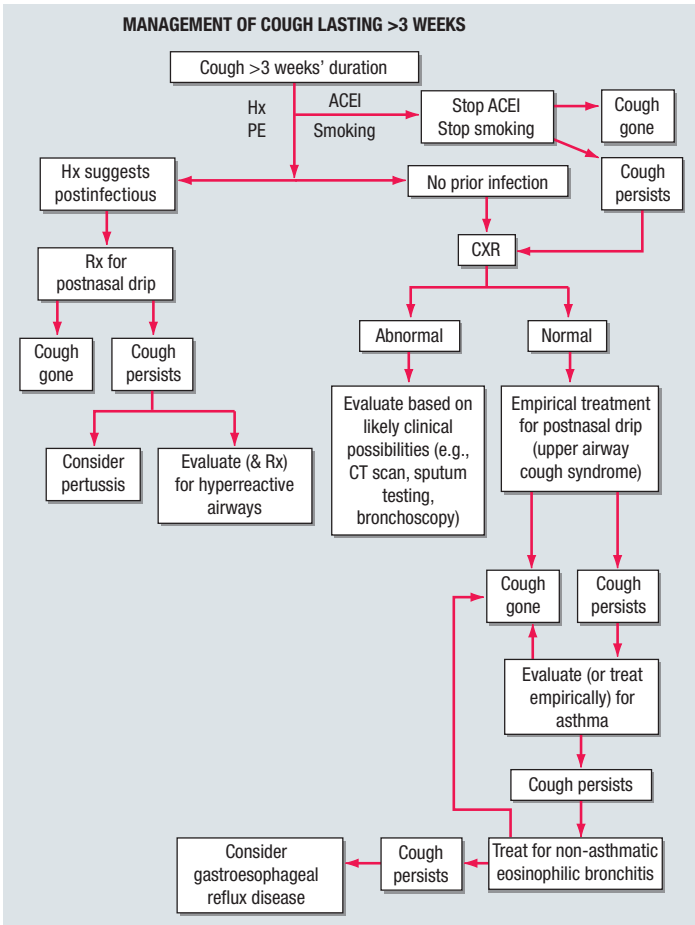 MANAGEMENT OF COUGH LASTING >3 WEEKS
Cough >3 weeks' duration
Hx
PE
ACEI
Smoking
Stop ACEI
Stop smoking
Cough
gone
Cough
persists
Hx suggests
postinfectious
No prior infection
Rx for
postnasal drip
CXR
Cough
gone
Cough
persists
Abnormal
Normal
Consider
pertussis
Evaluate (& Rx)
for hyperreactive
airways
Evaluate based on
likely clinical
possibilities (e.g.,
CT scan, sputum
testing,
bronchoscopy)
Empirical treatment
for postnasal drip
(upper airway
cough syndrome)
Cough
gone
Cough
persists
Evaluate (or treat
empirically) for
asthma
Cough persists
Treat for non-asthmatic
eosinophilic bronchitis
Cough
persists
Consider
gastroesophageal
reflux disease